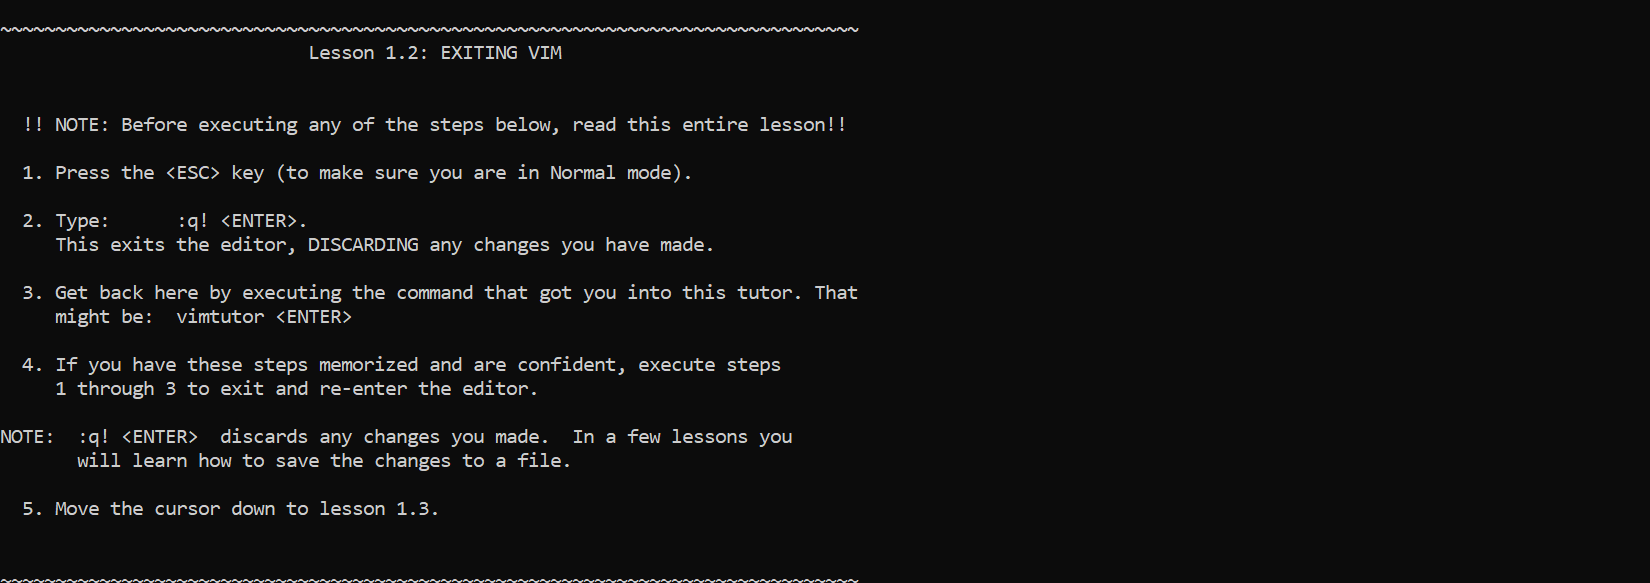 ~~~~~~~~~~~~~~~~~~~~~~~~~~~~~~~~~~~~~~~~~~~~~~~~~~~~~~~~~~~~~~~~~~~~~~~~~~~~~~
Lesson 1.2: EXITING VIM
!! NOTE: Before executing any of the steps below, read this entire lesson!!
1. Press the <ESC> key (to make sure you are in Normal mode).
2. Type:      :q! <ENTER>.
This exits the editor, DISCARDING any changes you have made.
3. Get back here by executing the command that got you into this tutor. That
might be:  vimtutor <ENTER>
4. If you have these steps memorized and are confident, execute steps
1 through 3 to exit and re-enter the editor.
NOTE:  :q! <ENTER>  discards any changes you made.  In a few lessons you
will learn how to save the changes to a file.
5. Move the cursor down to lesson 1.3.
~~~~~~~~~~~~~~~~~~~~~~~~~~~~~~~~~~~~~~~~~~~~~~~~~~~~~~~~~~~~~~~~~~~~~~~~~~~~~~